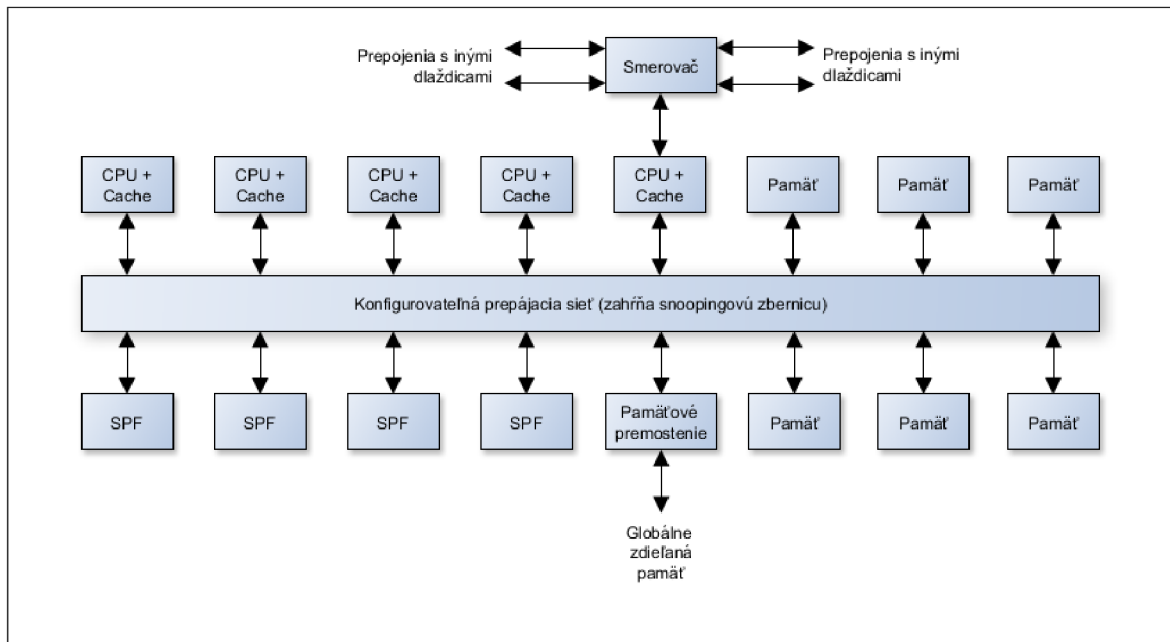 Prepojenia s inými
dlaždicami
Smerovač
Prepojenia s inými
dlaždicami
CPU +
Cache
CPU +
Cache
CPU +
Cache
CPU +
Cache
CPU +
Cache
Pamäť
Pamäť
Pamäť
Konfigurovateľná prepájacia sieť (zahŕňa snoopingovú zbernicu)
SPF
SPF
SPF
SPF
Pamäťové
premostenie
Pamäť
Pamäť
Pamäť
Globálne
zdieľaná
pamäť